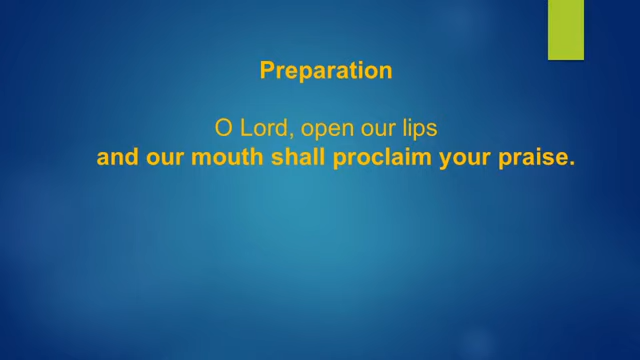 Preparation
O Lord, open our lips
and our mouth shall proclaim your praise.